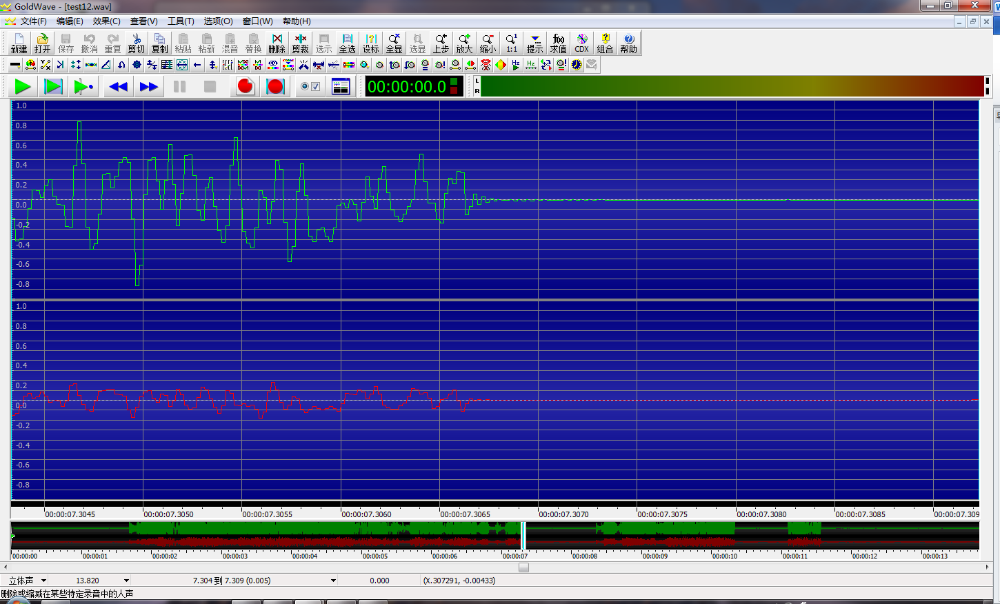 GoldWave - [test12.wav]
文件(F) 编辑(E) 效果(C) 查看(V) 工具(T) 选项(O) 窗口(W) 帮助(H)
新建 打开 保存 撤消 重复 剪切 复制 粘贴 粘新 混音 替换 删除 剪裁 选示 全选 设标 全显 选显 上步 放大 缩小 1:1 提示 求值 CDX 组合 帮助
00:00:00.0
L
R
1.0
0.8
0.6
0.4
0.2
0.0
-0.2
-0.4
-0.6
-0.8
1.0
0.8
0.6
0.4
0.2
0.0
-0.2
-0.4
-0.6
-0.8
00:00:07.3045 00:00:07.3050 00:00:07.3055 00:00:07.3060 00:00:07.3065 00:00:07.3070 00:00:07.3075 00:00:07.3080 00:00:07.3085 00:00:07.309
00:00:00 00:00:01 00:00:02 00:00:03 00:00:04 00:00:05 00:00:06 00:00:07 00:00:08 00:00:09 00:00:10 00:00:11 00:00:12 00:00:13
立体声 13.820 7.304 到 7.309 (0.005) 0.000 (X.307291, -0.00433)
删除或缩减在某些特定录音中的人声